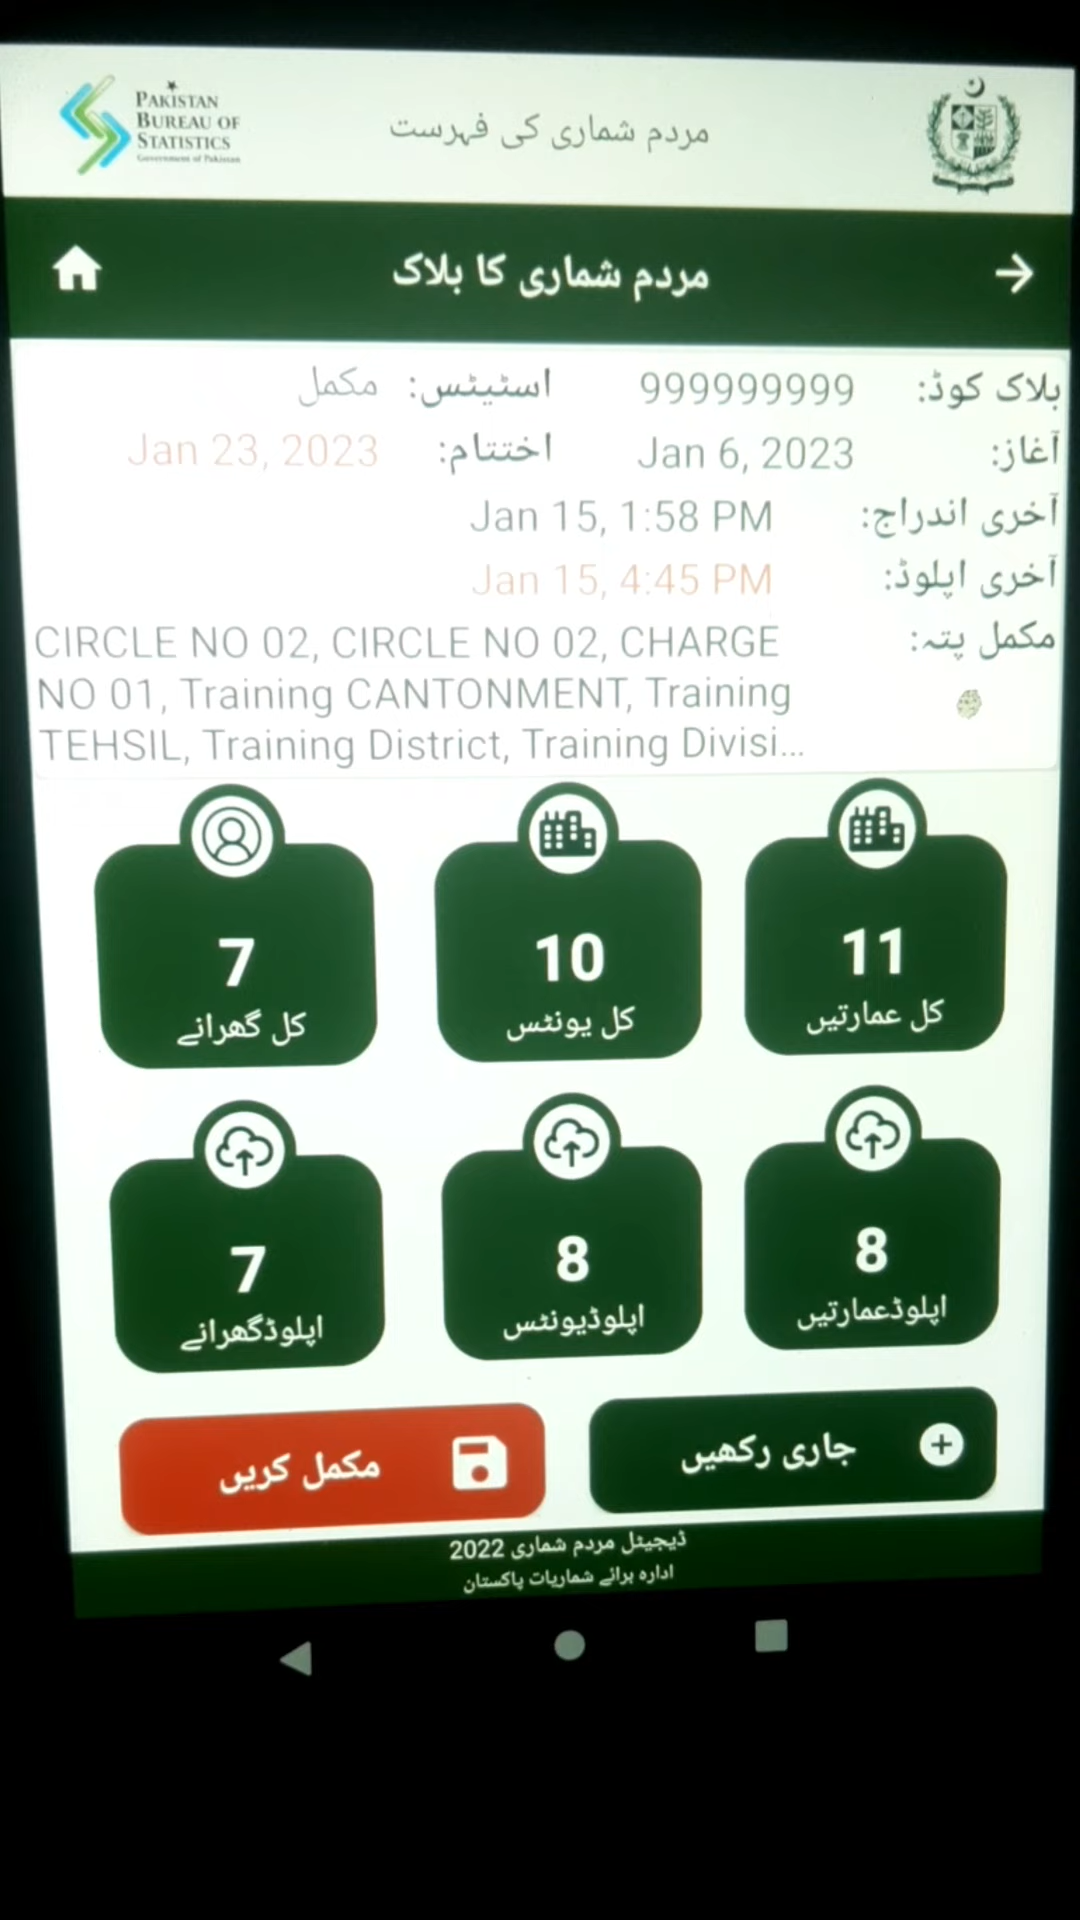 PAKISTAN
BUREAU OF
STATISTICS
Government of Pakistan
مردم شماری کی فہرست
مردم شماری کا بلاک
بلاک کوڈ: 999999999 اسٹیٹس: مکمل
آغاز: Jan 6, 2023 اختتام: Jan 23, 2023
آخری اندراج: Jan 15, 1:58 PM
آخری اپلوڈ: Jan 15, 4:45 PM
مکمل پتہ: CIRCLE NO 02, CIRCLE NO 02, CHARGE
NO 01, Training CANTONMENT, Training
TEHSIL, Training District, Training Divisi...
11 10 7
کل عمارتیں کل یونٹس کل گھرانے
8 8 7
اپلوڈعمارتیں اپلوڈیونٹس اپلوڈگھرانے
جاری رکھیں مکمل کریں
ڈیجیٹل مردم شماری 2022
ادارہ برائے شماریات پاکستان